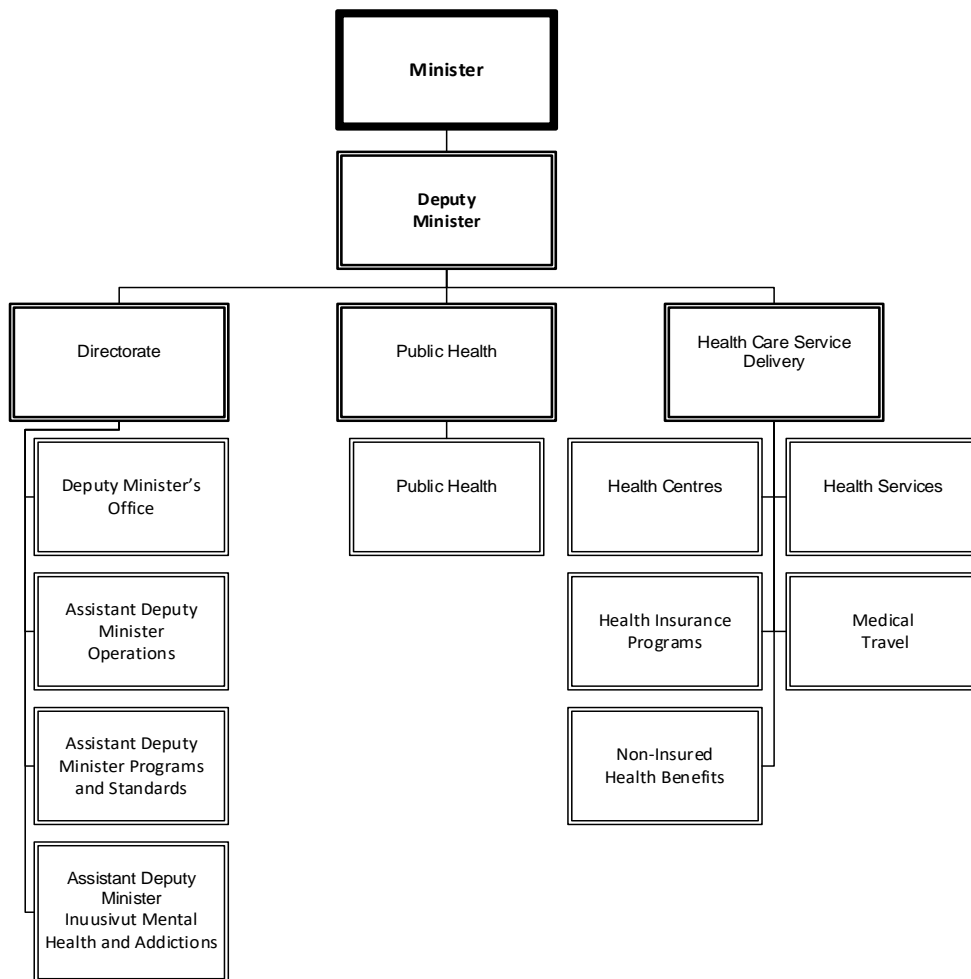 Minister
Deputy
Minister
Directorate
Public Health
Health Care Service
Delivery
Deputy Minister’s
Office
Public Health
Health Centres
Health Services
Assistant Deputy
Minister
Operations
Health Insurance
Programs
Medical
Travel
Assistant Deputy
Minister Programs
and Standards
Non-Insured
Health Benefits
Assistant Deputy
Minister
Inuusivut Mental
Health and Addictions